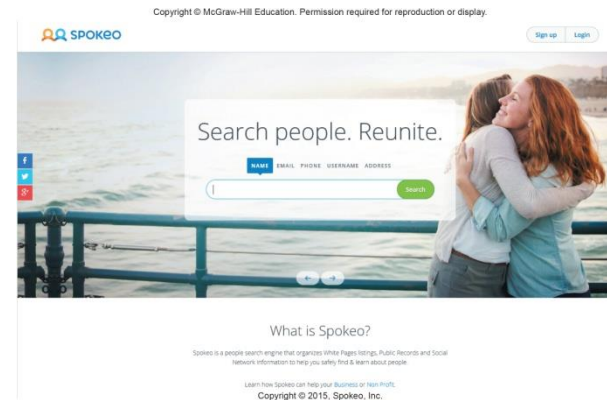 Copyright © McGraw-Hill Education. Permission required for reproduction or display.
SPOKEO
Sign up Login
Search people. Reunite.
NAME EMAIL PHONE USERNAME ADDRESS
Search
f
g+
What is Spokeo?
Spokeo is a people search engine that organizes White Pages listings, Public Records and Social
Network information to help you safely find & learn about people
Learn how Spokeo can help your Business or Non Profit.
Copyright © 2015, Spokeo, Inc.